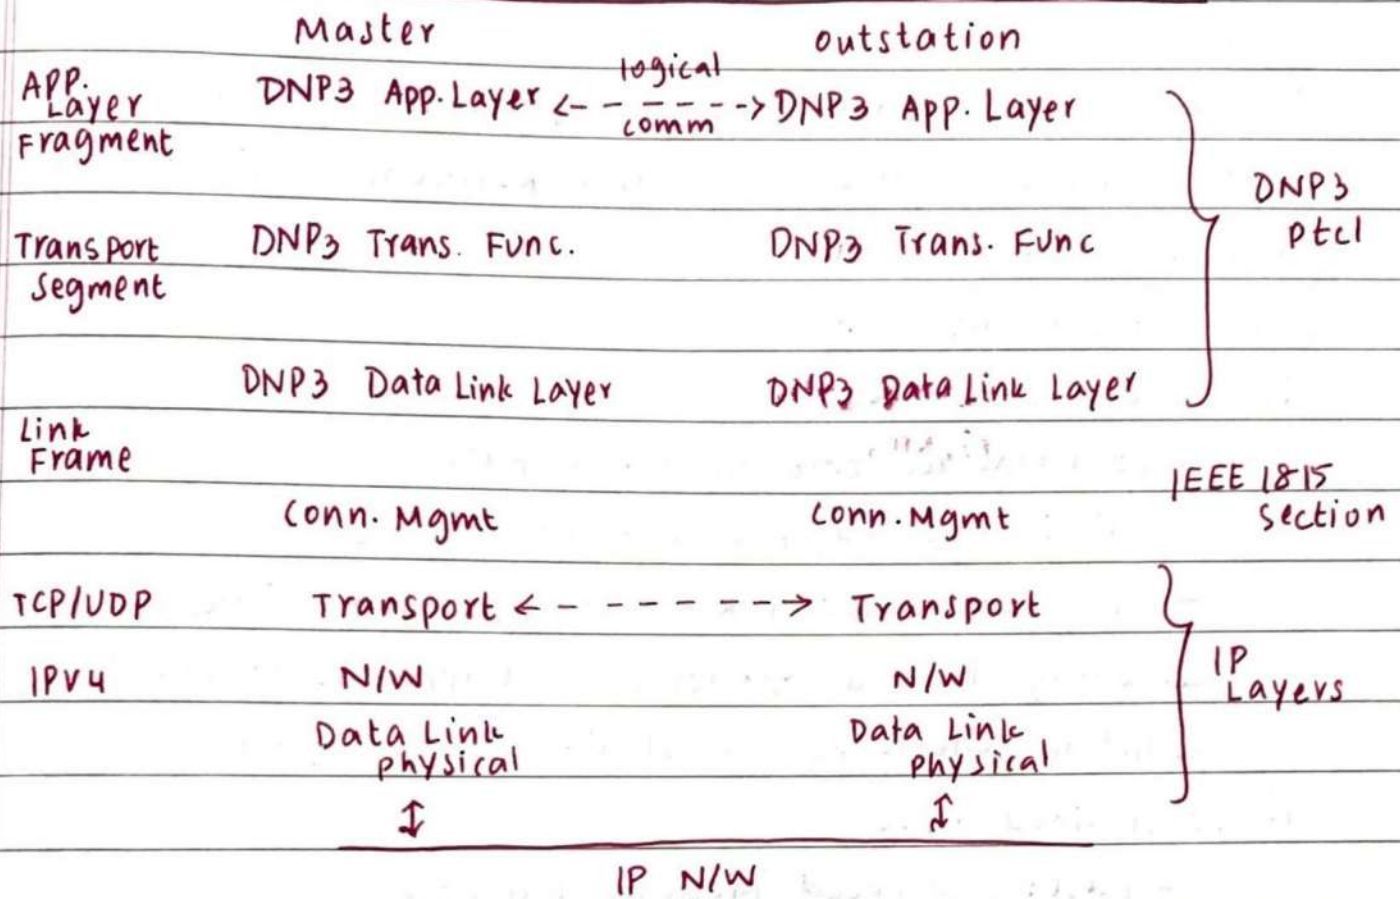 Master outstation
APP. DNP3 App. Layer <- - - - - -> DNP3 App. Layer
logical
comm
Layer
Fragment
DNP3
ptcl
Transport DNP3 Trans. Func. DNP3 Trans. Func
Segment
DNP3 Data Link Layer DNP3 Data Link Layer
Link
Frame
IEEE 1815
section
Conn. Mgmt Conn. Mgmt
TCP/UDP Transport <- - - - - -> Transport
IPV4 N/W N/W
IP
Layers
Data Link Data Link
physical physical
IP N/W